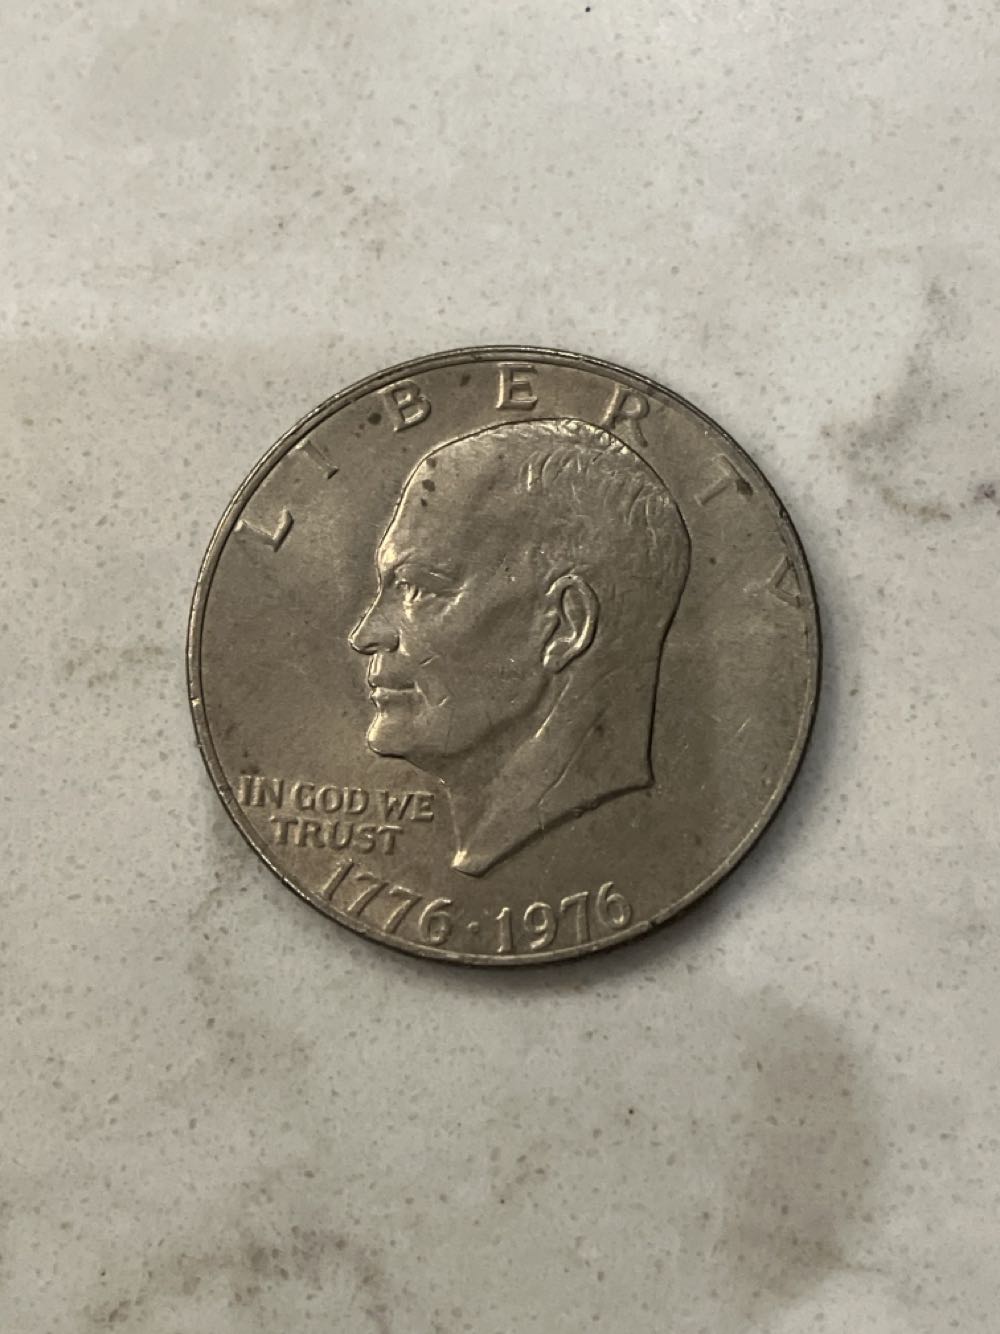 LIBERTY
IN GOD WE
TRUST
1776·1976